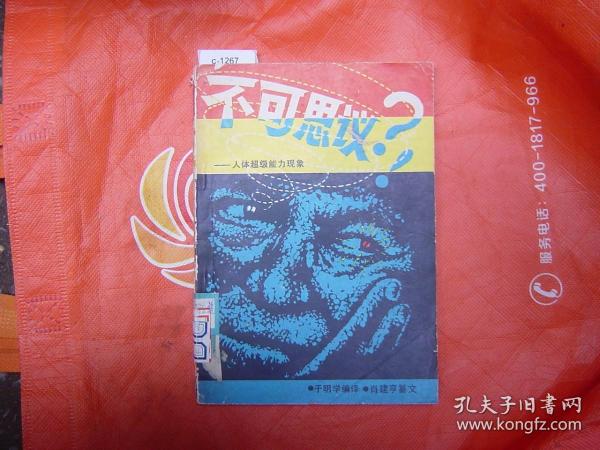 c-1267
不可思议?
——人体超级能力现象
●于明学编译 ●肖建亨纂文
服务电话:400-1817-966
孔夫子旧书网
www.kongfz.com